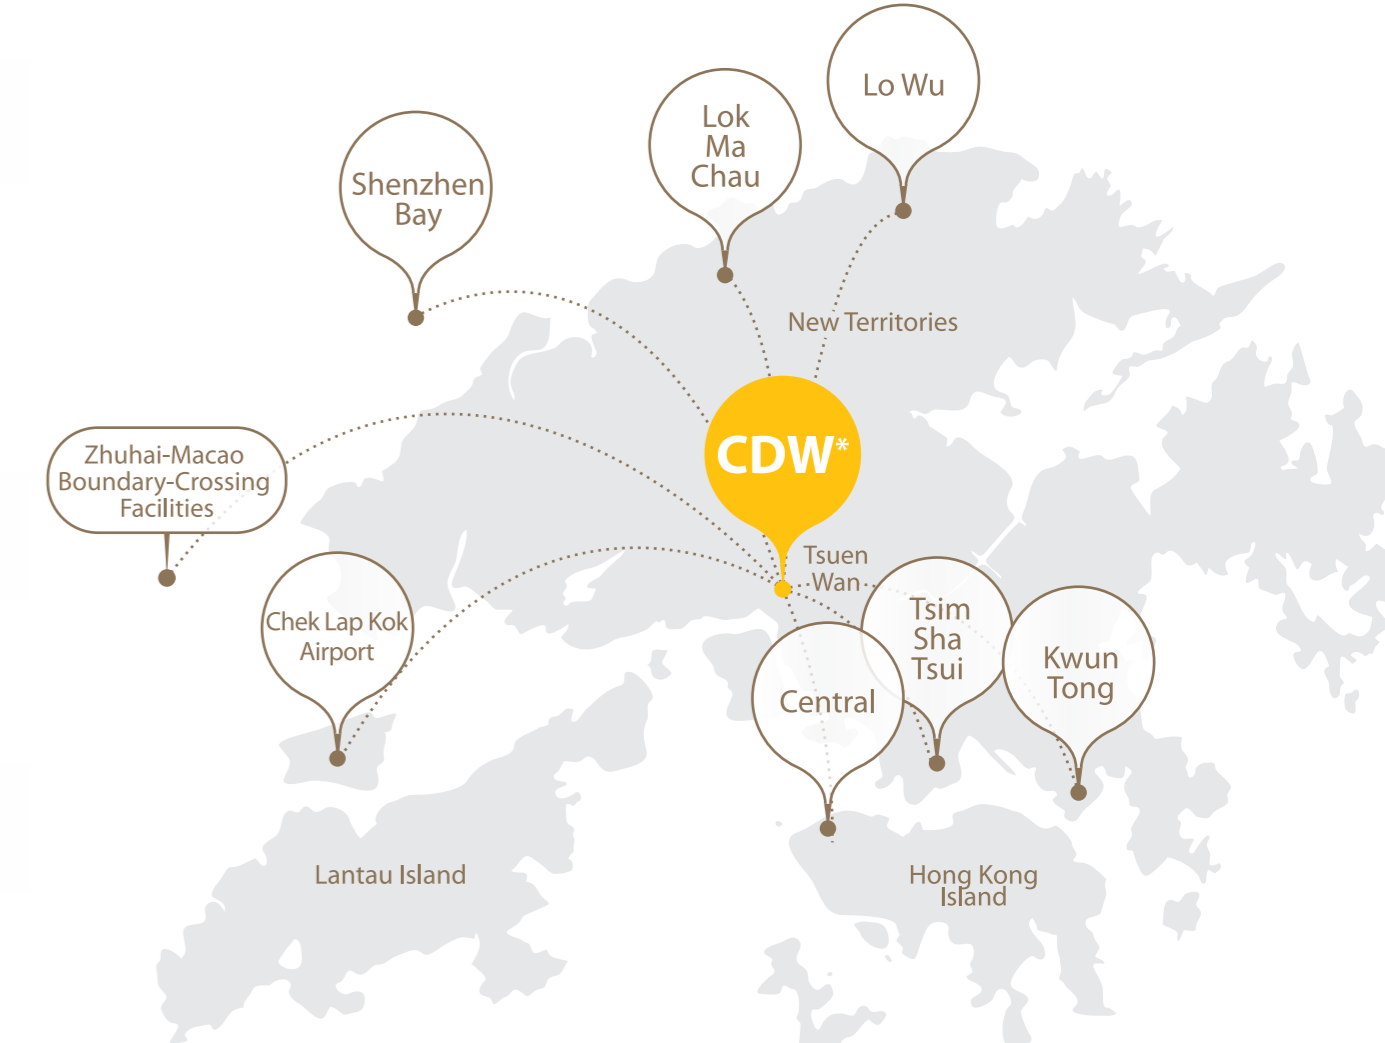 Lo Wu
Lok
Ma
Chau
Shenzhen
Bay
New Territories
CDW*
Zhuhai-Macao
Boundary-Crossing
Facilities
Tsuen
Wan
Chek Lap Kok
Airport
Tsim
Sha
Tsui
Kwun
Tong
Central
Lantau Island
Hong Kong
Island